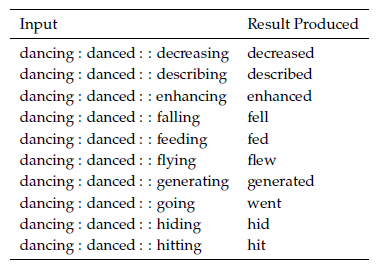 Input Result Produced
dancing : danced : : decreasing decreased
dancing : danced : : describing described
dancing : danced : : enhancing enhanced
dancing : danced : : falling fell
dancing : danced : : feeding fed
dancing : danced : : flying flew
dancing : danced : : generating generated
dancing : danced : : going went
dancing : danced : : hiding hid
dancing : danced : : hitting hit